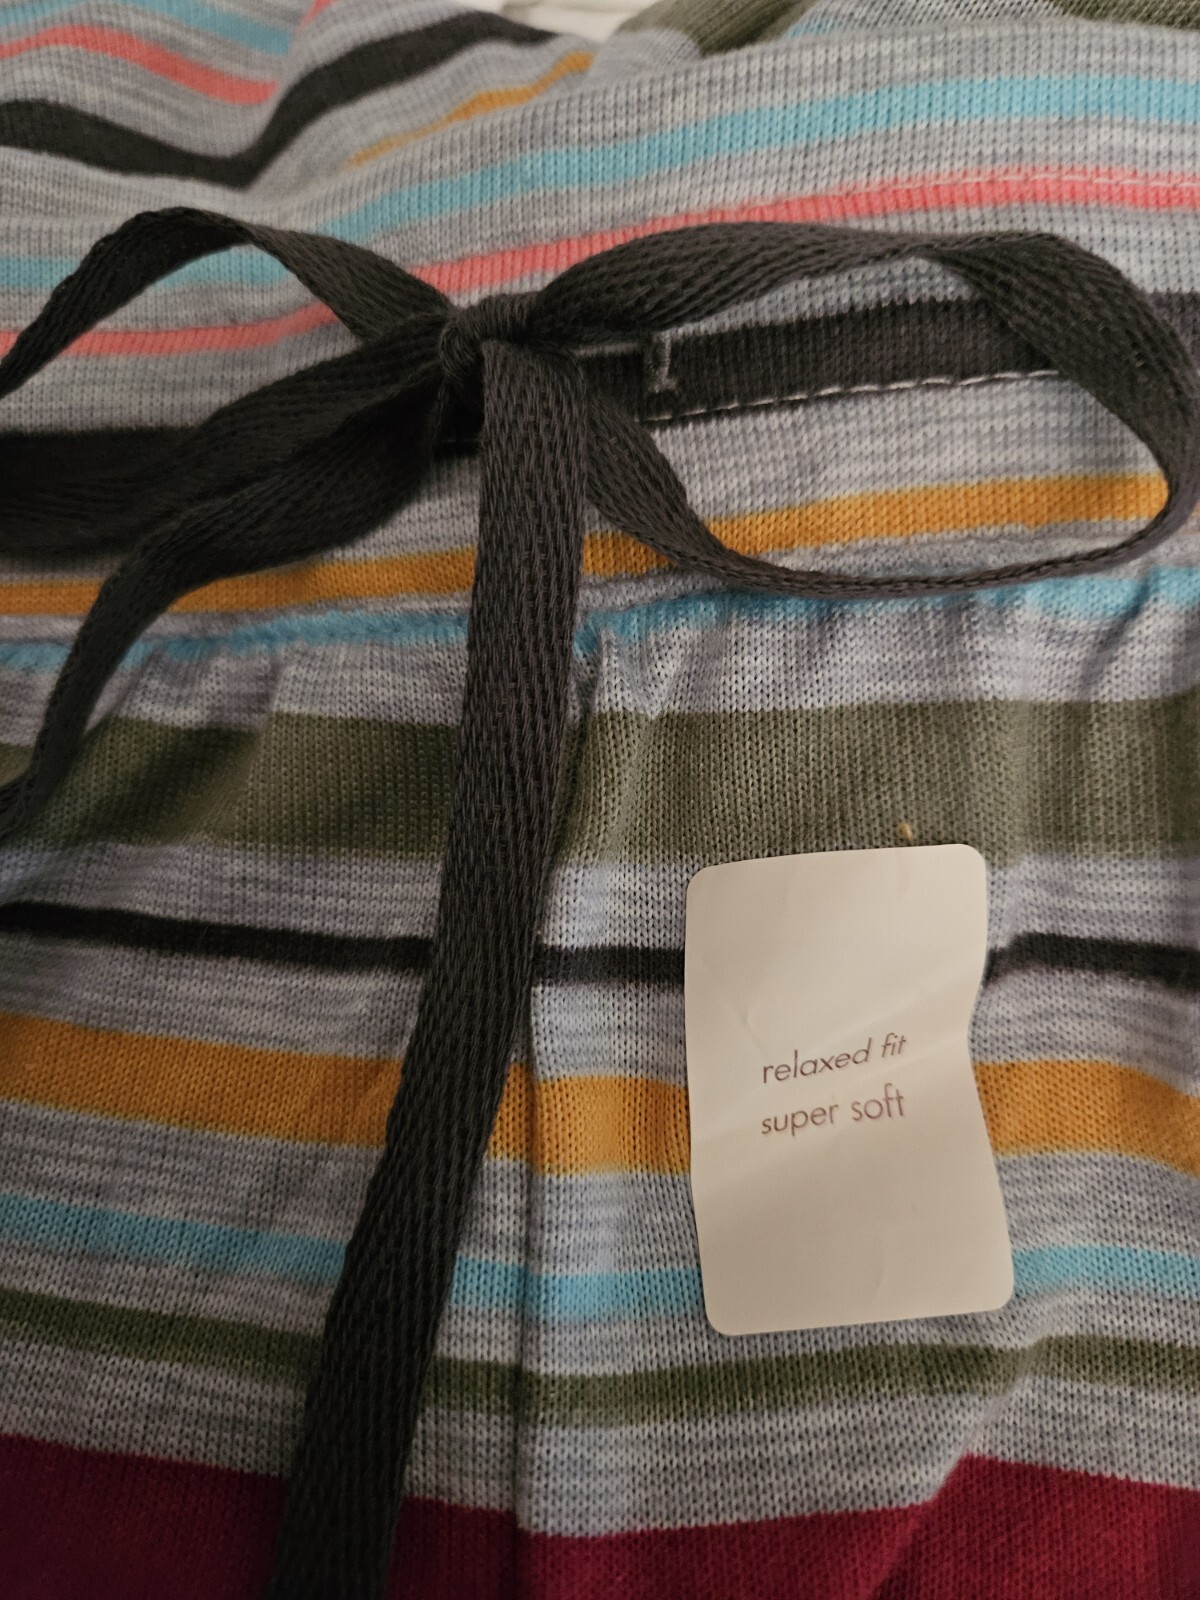 relaxed fit
super soft